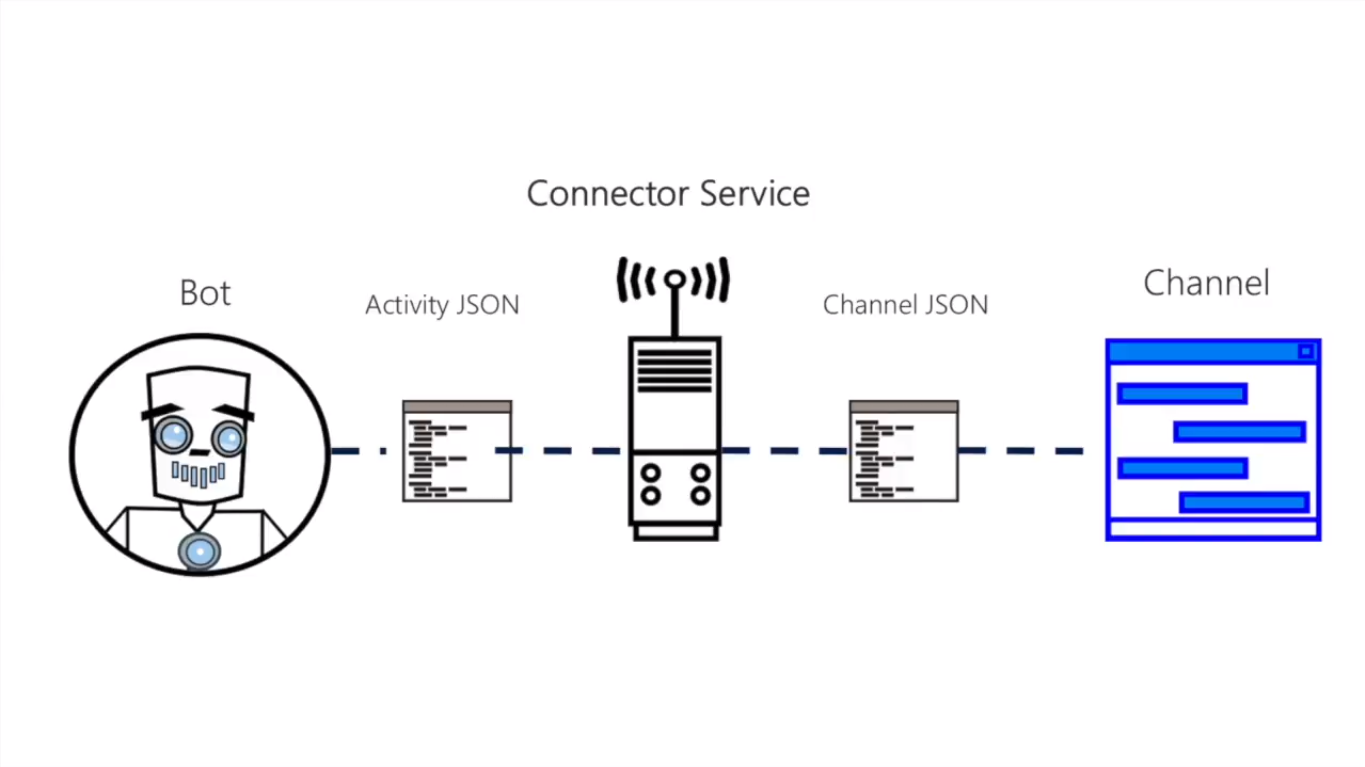 Connector Service
Bot
Activity JSON
Channel JSON
Channel